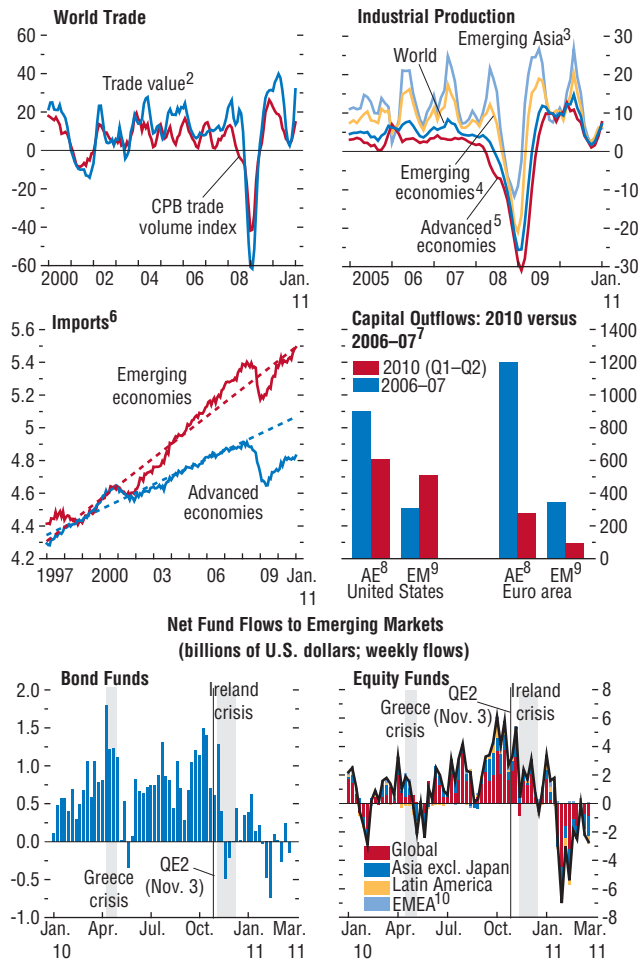 World Trade
60
40
20
0
-20
-40
-60
Trade value2
CPB trade
volume index
2000 02 04 06 08 Jan.
11
Industrial Production
30
20
10
0
-10
-20
-30
Emerging Asia3
World
Emerging
economies4
Advanced5
economies
2005 06 07 08 09 10 Jan.
11
Imports6
5.6
5.4
5.2
5.0
4.8
4.6
4.4
4.2
Emerging
economies
Advanced
economies
1997 2000 03 06 09 Jan.
11
Capital Outflows: 2010 versus
2006–077
2010 (Q1–Q2)
2006–07
1400
1200
1000
800
600
400
200
0
AE8 EM9 AE8 EM9
United States Euro area
Net Fund Flows to Emerging Markets
(billions of U.S. dollars; weekly flows)
Bond Funds
2.0
1.5
1.0
0.5
0.0
-0.5
-1.0
Ireland
crisis
Greece
crisis
QE2
(Nov. 3)
Jan. Apr. Jul. Oct. Jan. Mar.
10 11 11
Equity Funds
8
6
4
2
0
-2
-4
-6
-8
QE2
(Nov. 3)
Ireland
crisis
Greece
crisis
Global
Asia excl. Japan
Latin America
EMEA10
Jan. Apr. Jul. Oct. Jan. Mar.
10 11 11